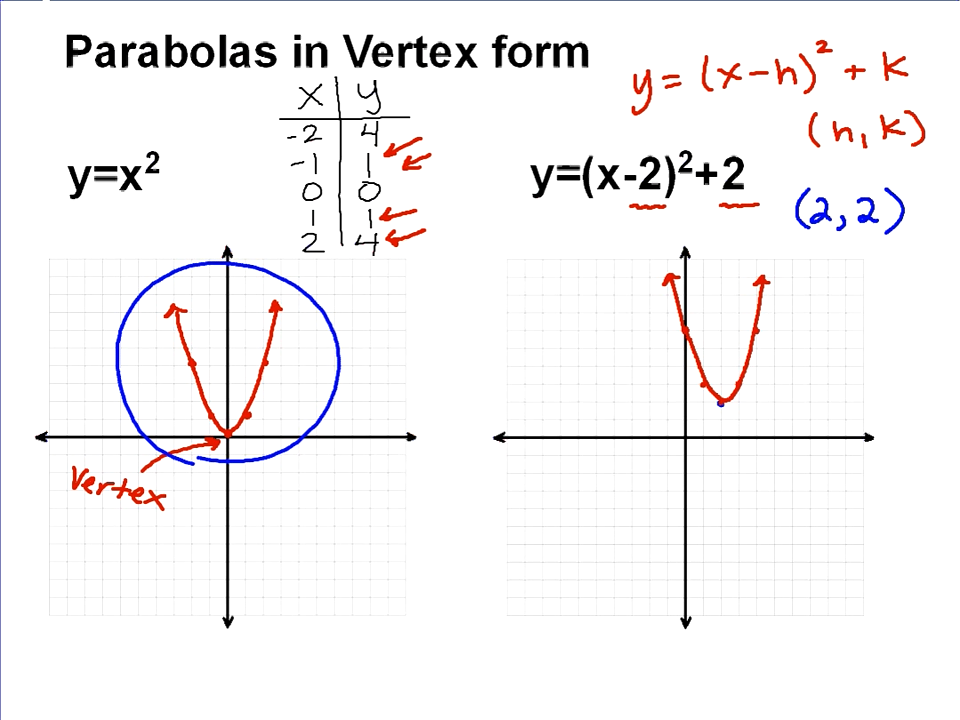 Parabolas in Vertex form
y = (x-h)² + k
(h,k)
x y
-2 4
-1 1
0 0
1 1
2 4
y=x²
y=(x-2)²+2
(2,2)
Vertex